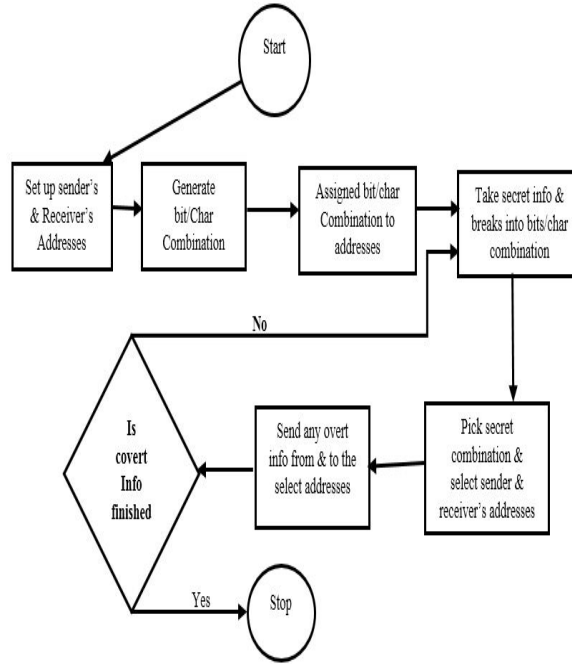 Start
Set up sender's
& Receiver's
Addresses
Generate
bit/Char
Combination
Assigned bit/char
Combination to
addresses
Take secret info &
breaks into bits/char
combination
No
Is
covert
Info
finished
Send any overt
info from & to the
select addresses
Pick secret
combination &
select sender &
receiver's addresses
Yes
Stop